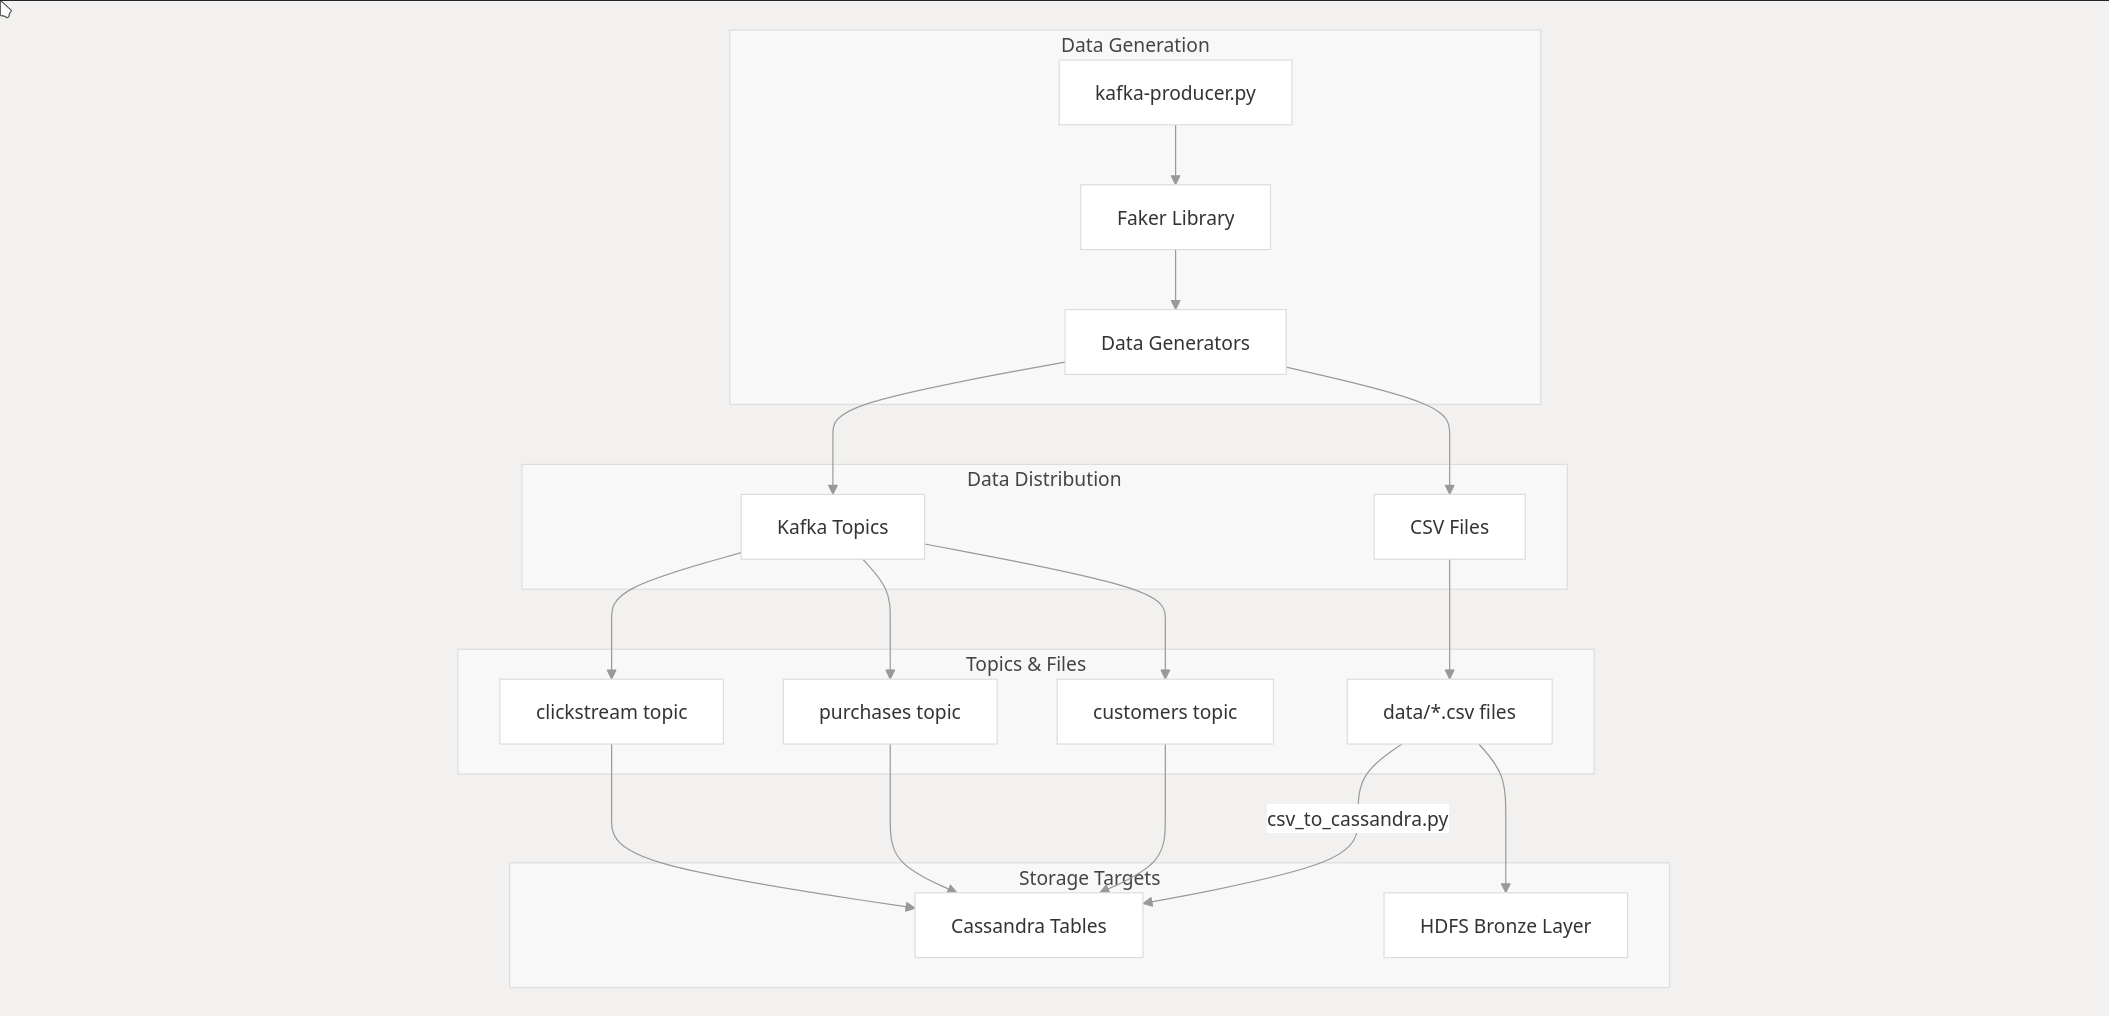 Data Generation
kafka-producer.py
Faker Library
Data Generators
Data Distribution
Kafka Topics
CSV Files
Topics & Files
clickstream topic
purchases topic
customers topic
data/*.csv files
csv_to_cassandra.py
Storage Targets
Cassandra Tables
HDFS Bronze Layer